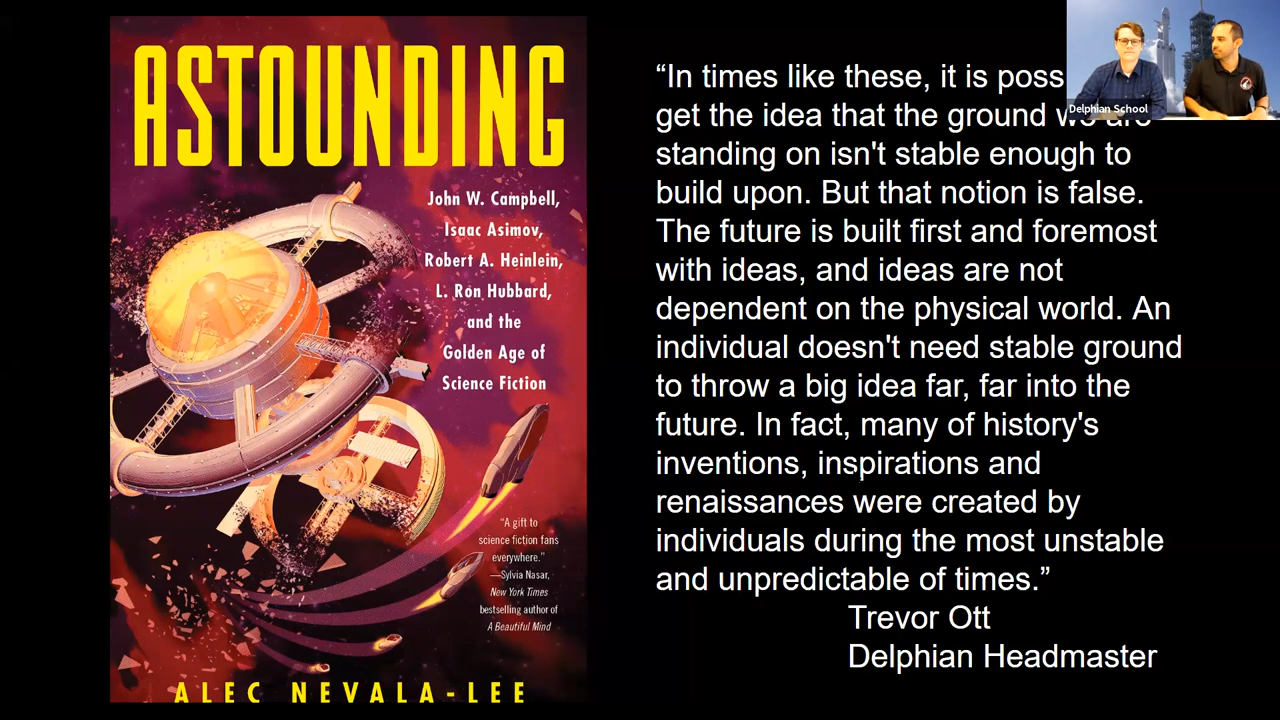 ASTOUNDING
John W. Campbell,
Isaac Asimov,
Robert A. Heinlein,
L. Ron Hubbard,
and the
Golden Age of
Science Fiction
“A gift to
science fiction fans
everywhere.”
—Sylvia Nasar,
New York Times
bestselling author of
A Beautiful Mind
ALEC NEVALA-LEE
“In times like these, it is
get the idea that the ground
standing on isn't stable enough to
build upon. But that notion is false.
The future is built first and foremost
with ideas, and ideas are not
dependent on the physical world. An
individual doesn't need stable ground
to throw a big idea far, far into the
future. In fact, many of history's
inventions, inspirations and
renaissances were created by
individuals during the most unstable
and unpredictable of times.”
Trevor Ott
Delphian Headmaster
Delphian School